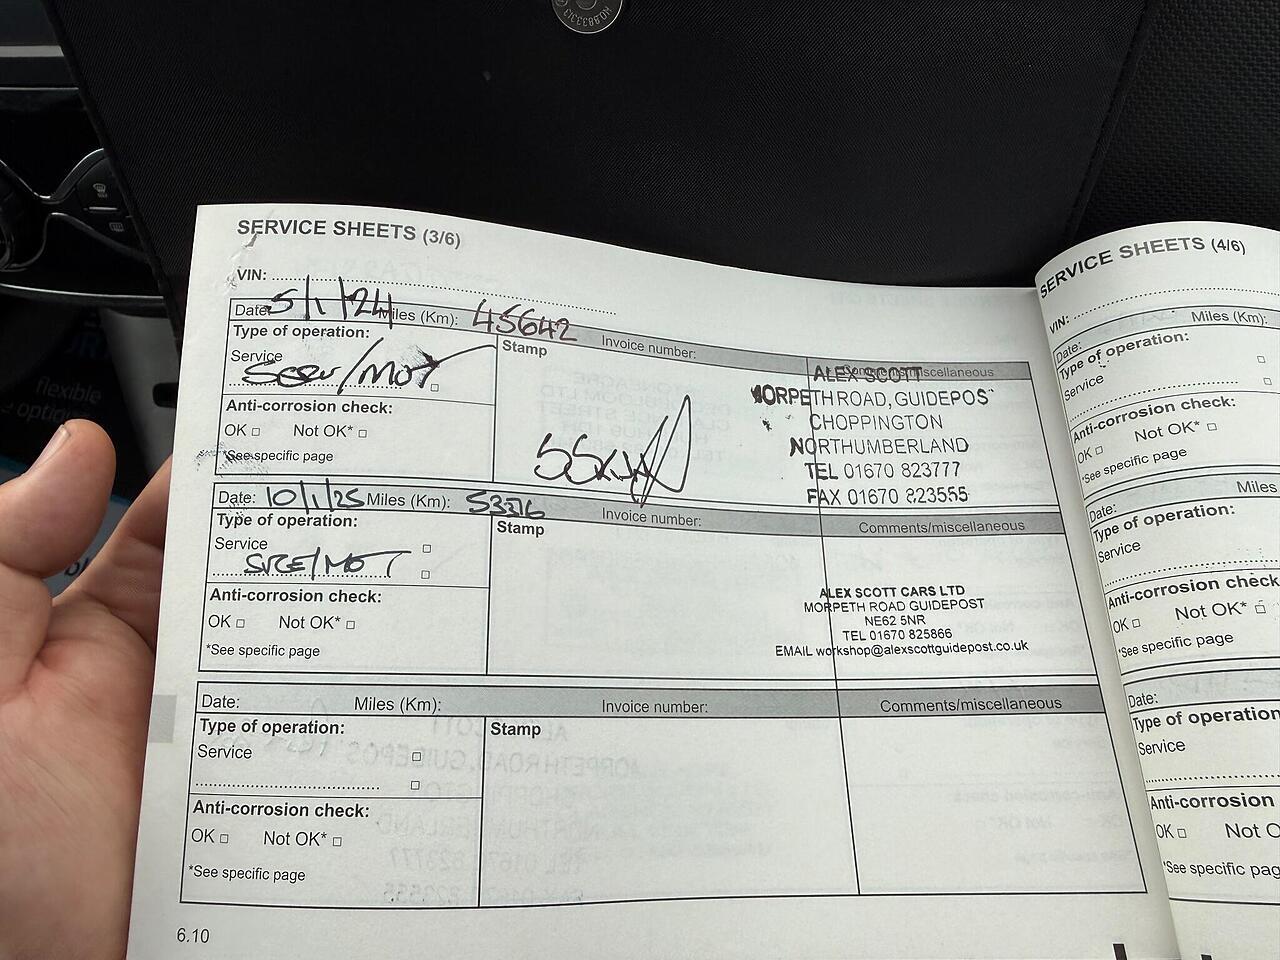 NO.5833313
SERVICE SHEETS (3/6)
VIN:
Date: 5/1/24 Miles (Km): 45642 Invoice number: Comments/miscellaneous
Type of operation:
Service
Serv/MOT
Anti-corrosion check:
OK □ Not OK* □
*See specific page
Stamp
ALEX SCOTT
MORPETH ROAD, GUIDEPOS"
CHOPPINGTON
NORTHUMBERLAND
TEL 01670 823777
FAX 01670 823555
Date: 10/1/25 Miles (Km): 53376 Invoice number: Comments/miscellaneous
Type of operation:
Service □
SRCE/MOT □
Anti-corrosion check:
OK □ Not OK* □
*See specific page
Stamp
ALEX SCOTT CARS LTD
MORPETH ROAD GUIDEPOST
NE62 5NR
TEL 01670 825866
EMAIL workshop@alexscottguidepost.co.uk
Date: Miles (Km): Invoice number: Comments/miscellaneous
Type of operation:
Service □
□
Anti-corrosion check:
OK □ Not OK* □
*See specific page
Stamp
6.10
SERVICE SHEETS (4/6)
VIN:
Date: Miles (Km):
Type of operation:
Service
Anti-corrosion check:
OK □ Not OK* □
*See specific page
Date: Miles
Type of operation:
Service
Anti-corrosion check
OK □ Not OK* □
*See specific page
Date:
Type of operation
Service
Anti-corrosion
OK □ Not O
*See specific pag
flexible